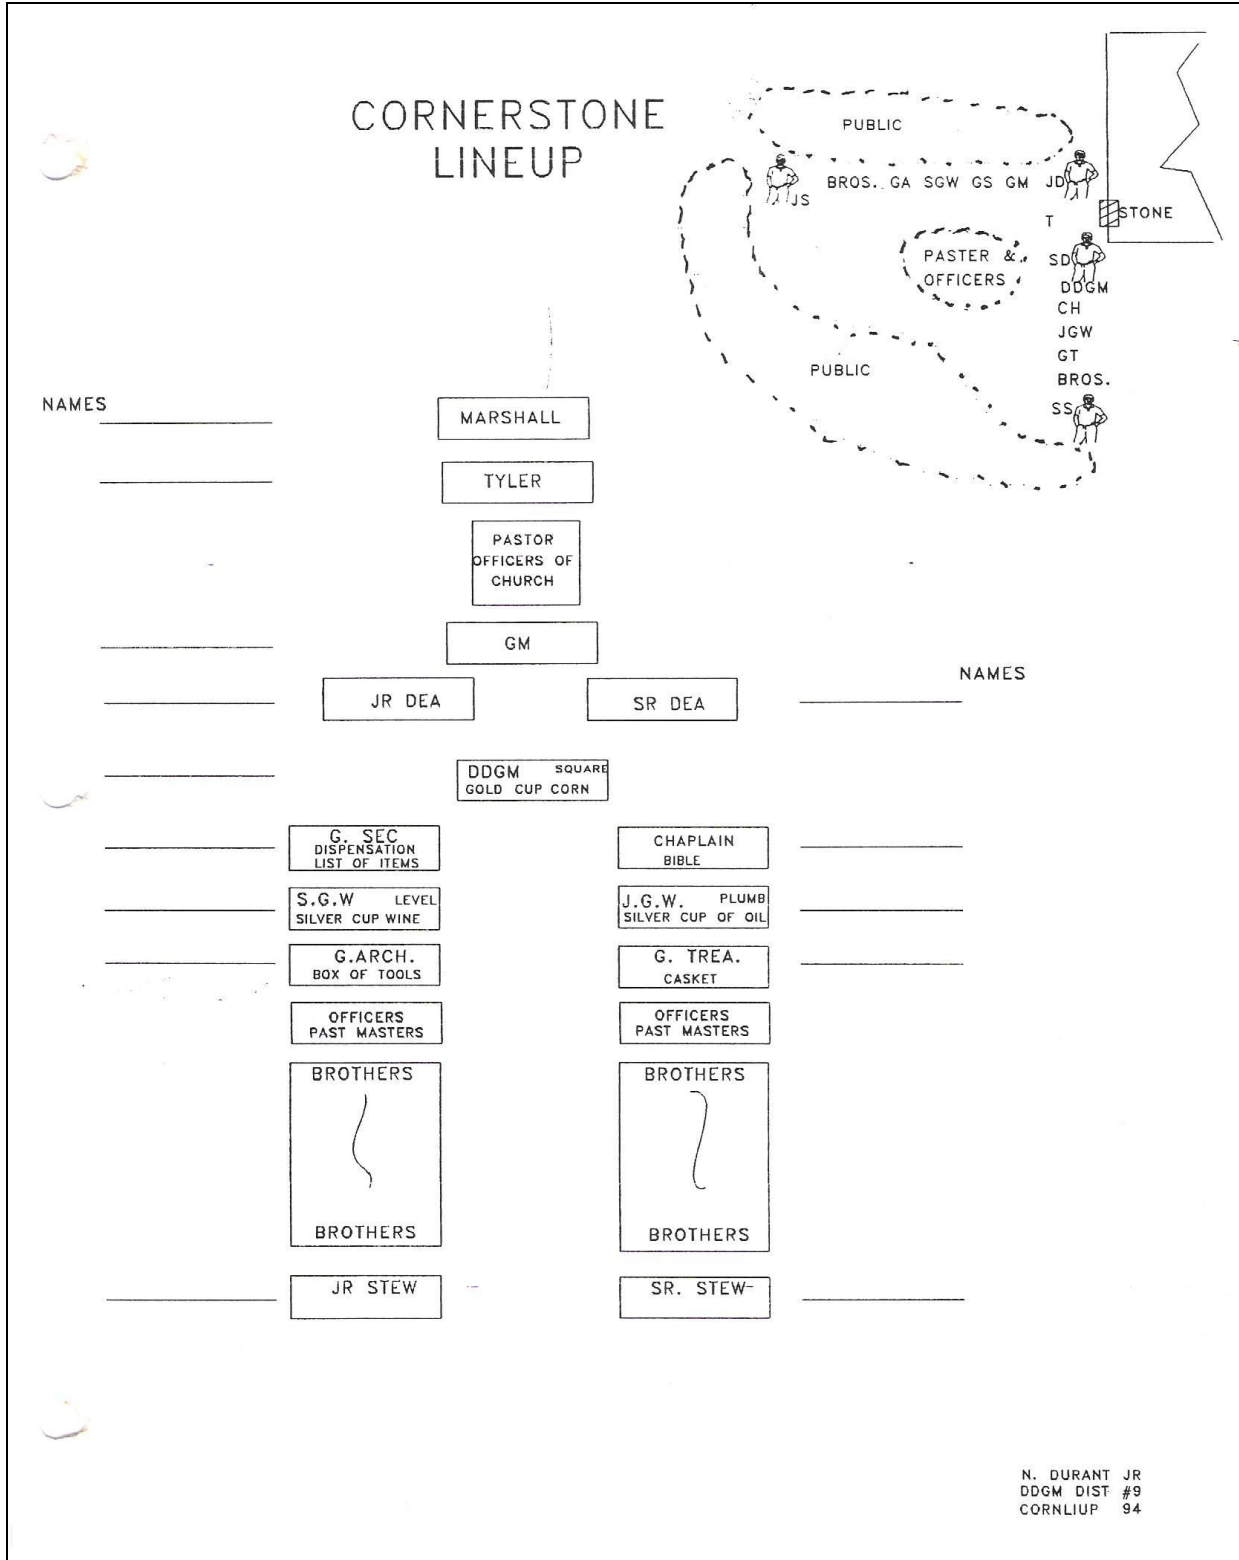 CORNERSTONE
LINEUP
PUBLIC
BROS. GA SGW GS GM JD
JS
T
STONE
PASTER &
OFFICERS
SD
DDGM
CH
JGW
GT
BROS.
SS
PUBLIC
NAMES
MARSHALL
TYLER
PASTOR
OFFICERS OF
CHURCH
GM
NAMES
JR DEA
SR DEA
DDGM SQUARE
GOLD CUP CORN
G. SEC
DISPENSATION
LIST OF ITEMS
CHAPLAIN
BIBLE
S.G.W LEVEL
SILVER CUP WINE
J.G.W. PLUMB
SILVER CUP OF OIL
G.ARCH.
BOX OF TOOLS
G. TREA.
CASKET
OFFICERS
PAST MASTERS
OFFICERS
PAST MASTERS
BROTHERS
BROTHERS
BROTHERS
BROTHERS
JR STEW
SR. STEW
N. DURANT JR
DDGM DIST #9
CORNLIUP 94